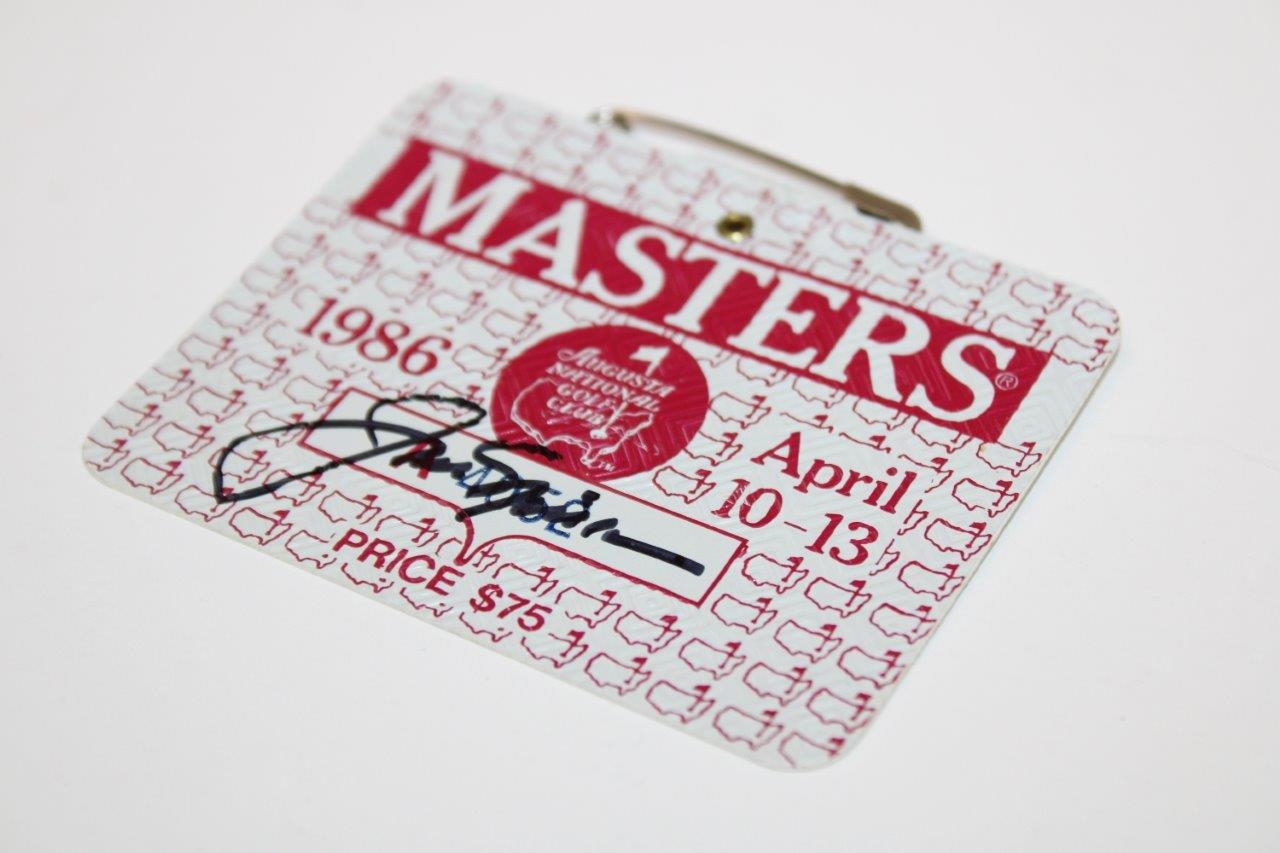 MASTERS®
1986
AUGUSTA
NATIONAL
GOLF
CLUB
April
10-13
PRICE $75